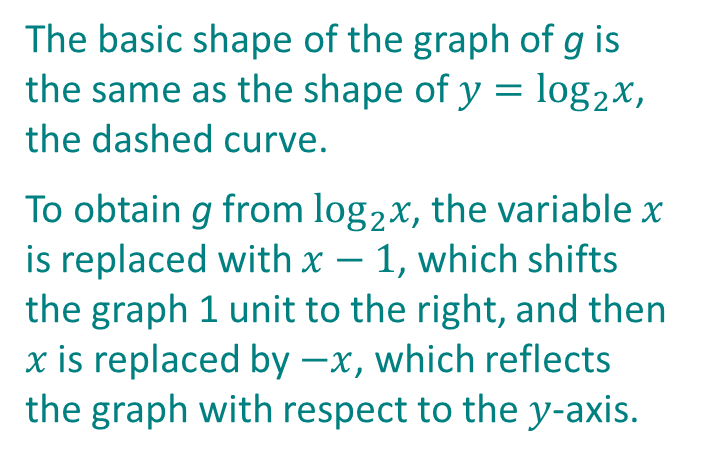 The basic shape of the graph of g is
the same as the shape of y = log₂x,
the dashed curve.
To obtain g from log₂x, the variable x
is replaced with x − 1, which shifts
the graph 1 unit to the right, and then
x is replaced by −x, which reflects
the graph with respect to the y-axis.